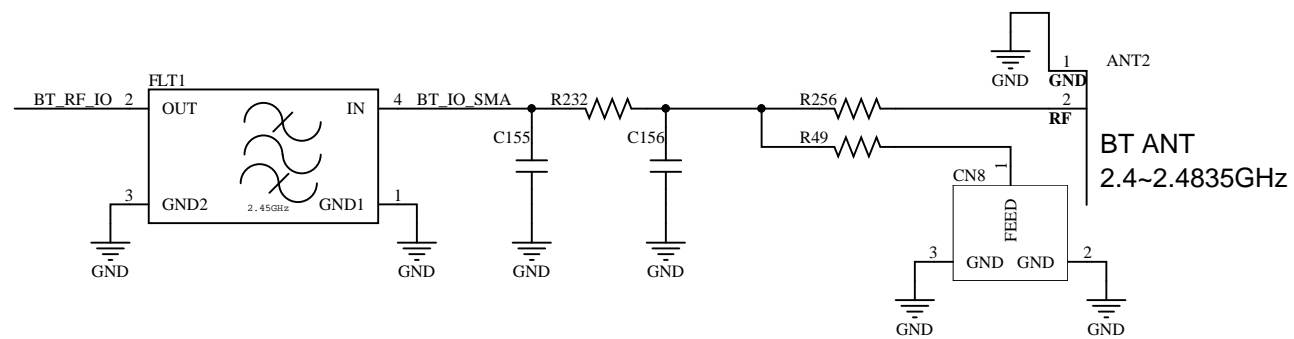 1
ANT2
GND
GND
FLT1
BT_RF_IO
2
OUT
IN
4
BT_IO_SMA
R232
R256
2
RF
C155
C156
R49
BT ANT
2.4~2.4835GHz
1
CN8
3
GND2
2.45GHz
GND1
1
FEED
GND
GND
GND
GND
3
GND
GND
2
GND
GND